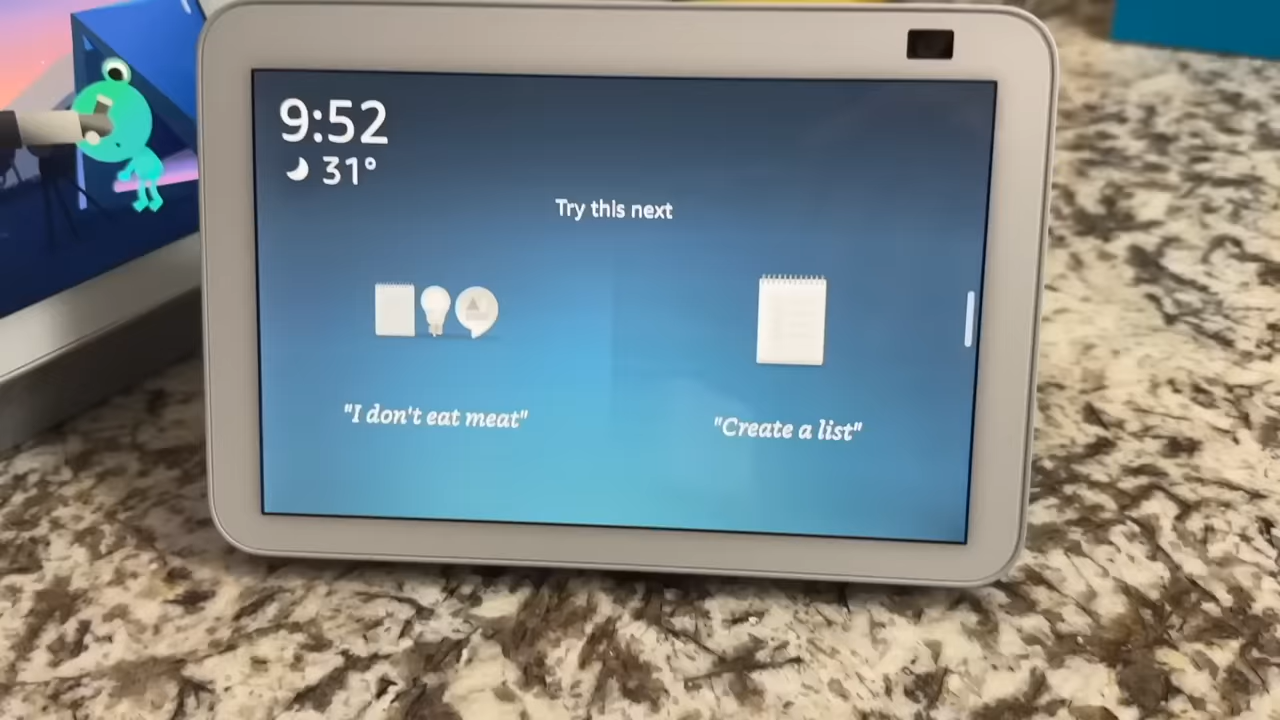 9:52
31°
Try this next
"I don't eat meat"
"Create a list"